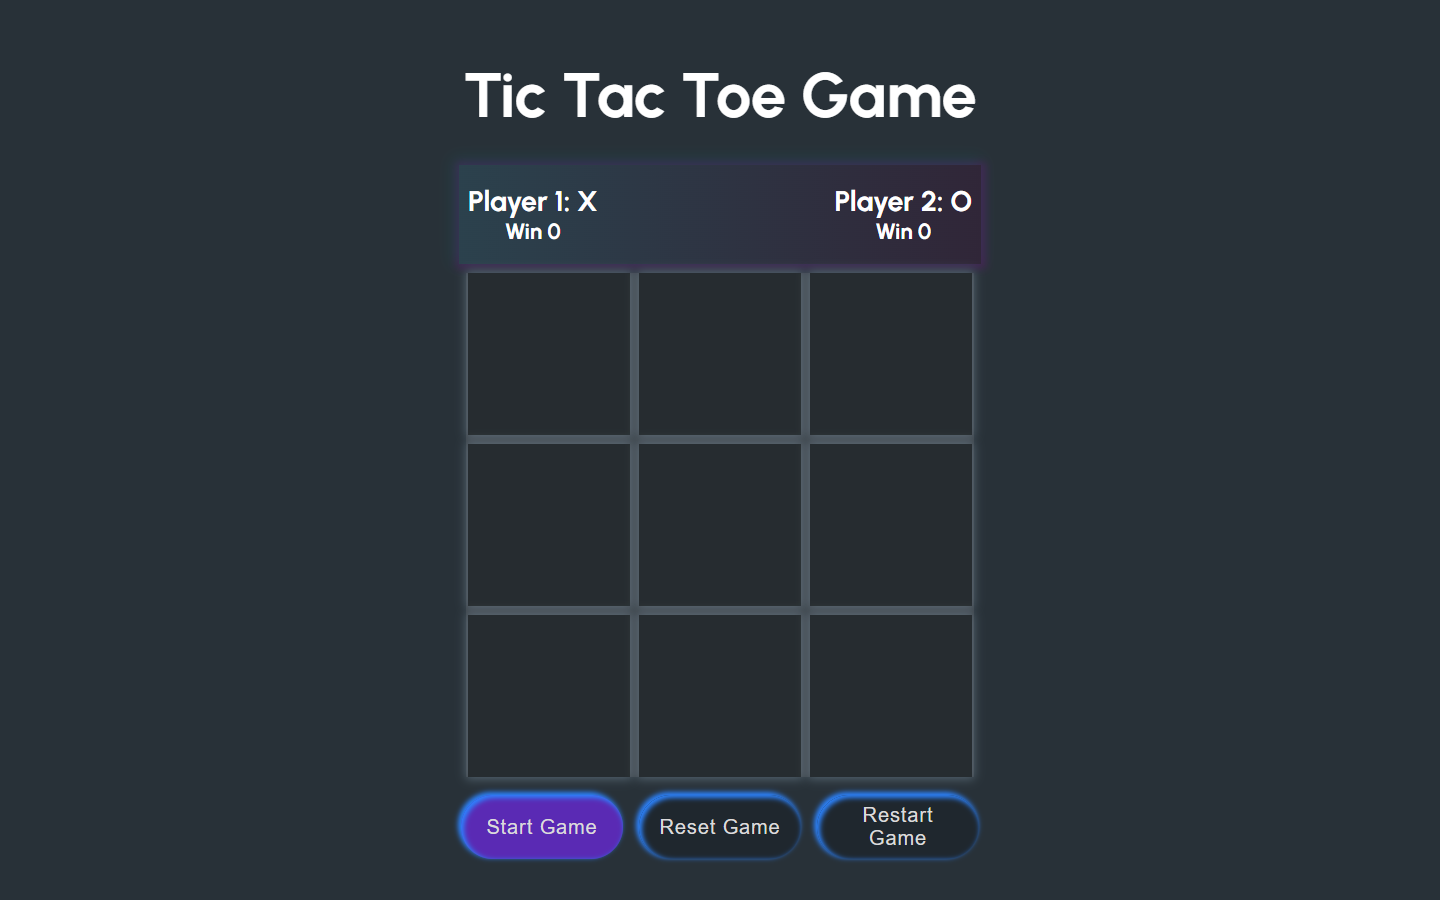 Tic Tac Toe Game
Player 1: X
Win 0
Player 2: O
Win 0
Start Game
Reset Game
Restart
Game